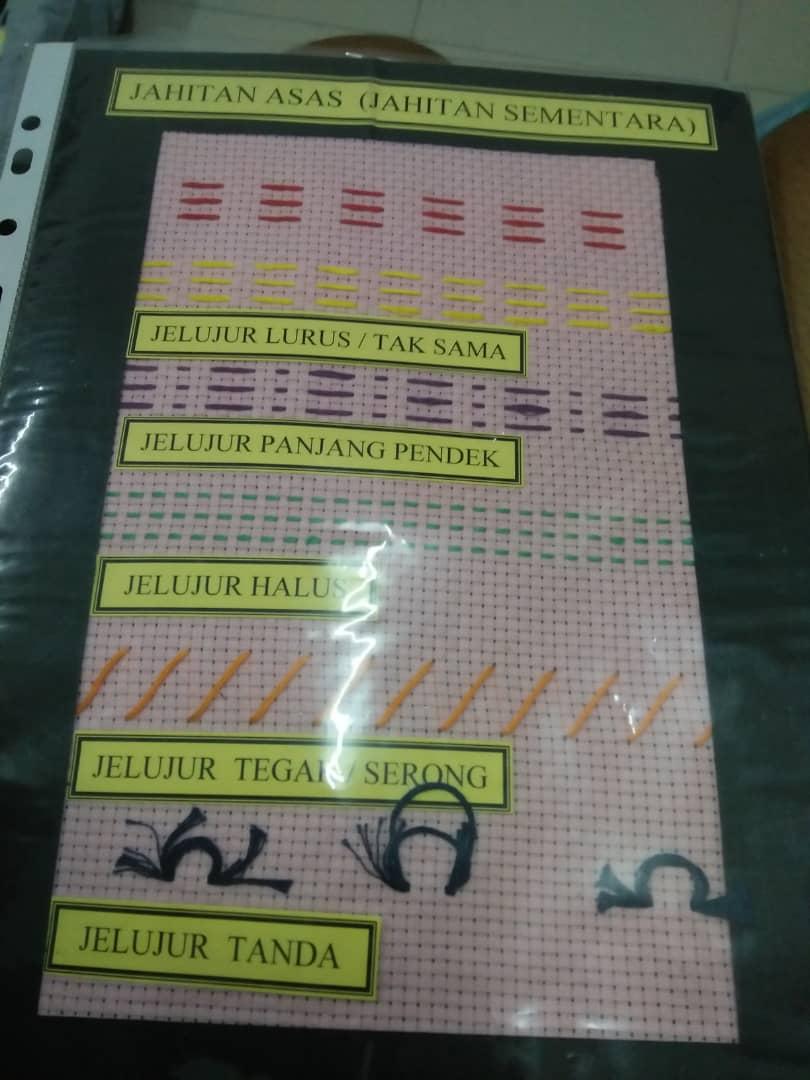 JAHITAN ASAS (JAHITAN SEMENTARA)
JELUJUR LURUS / TAK SAMA
JELUJUR PANJANG PENDEK
JELUJUR HALUS
JELUJUR TEGAK / SERONG
JELUJUR TANDA